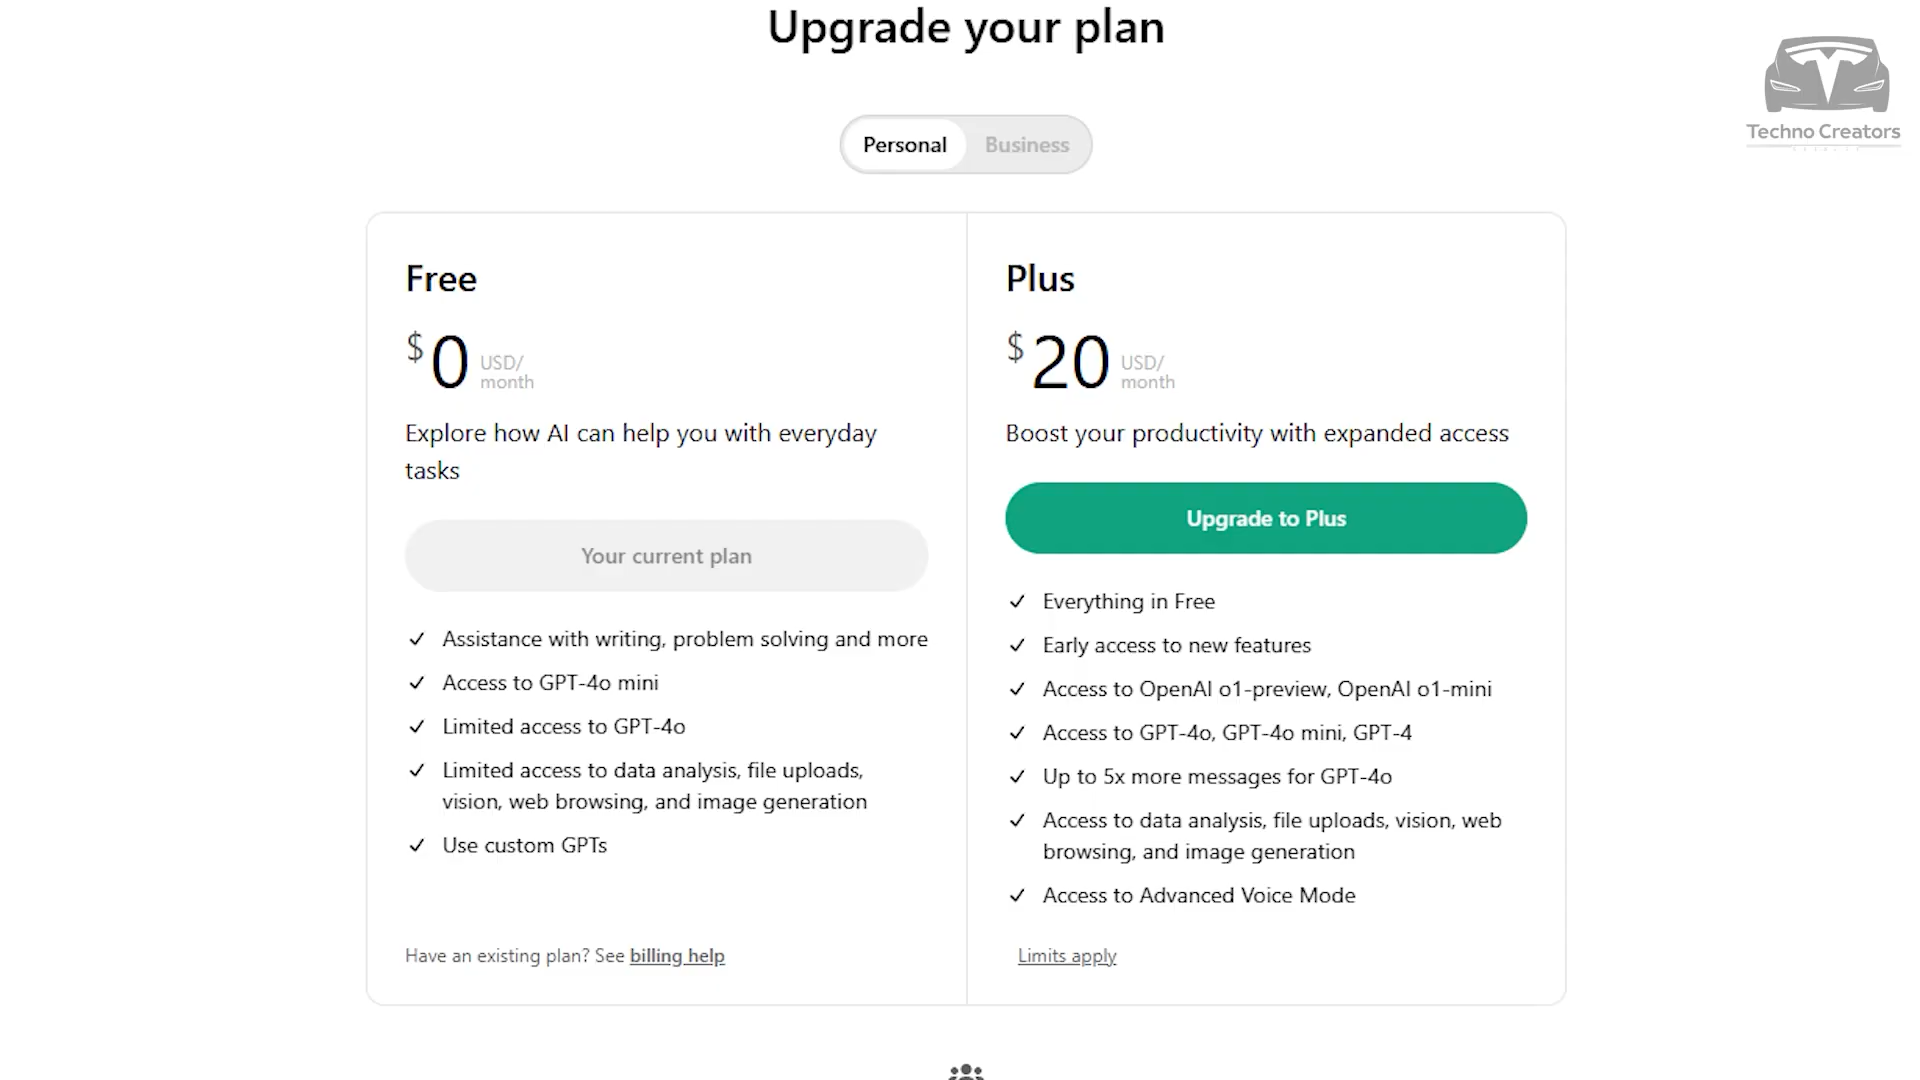 Upgrade your plan
Techno Creators
Personal
Business
Free
$0 USD/
month
Explore how AI can help you with everyday
tasks
Your current plan
Assistance with writing, problem solving and more
Access to GPT-4o mini
Limited access to GPT-4o
Limited access to data analysis, file uploads,
vision, web browsing, and image generation
Use custom GPTs
Have an existing plan? See billing help
Plus
$20 USD/
month
Boost your productivity with expanded access
Upgrade to Plus
Everything in Free
Early access to new features
Access to OpenAI o1-preview, OpenAI o1-mini
Access to GPT-4o, GPT-4o mini, GPT-4
Up to 5x more messages for GPT-4o
Access to data analysis, file uploads, vision, web
browsing, and image generation
Access to Advanced Voice Mode
Limits apply